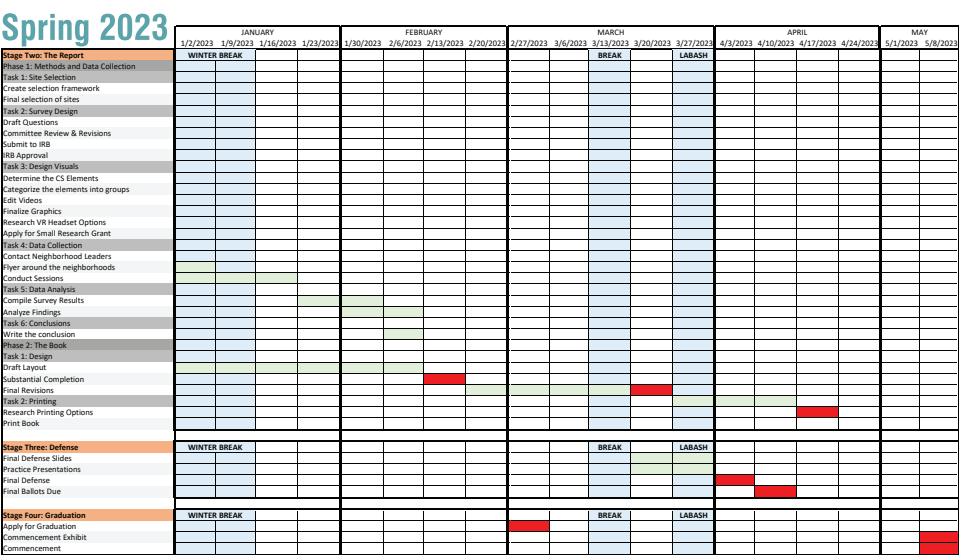 Spring 2023
JANUARY FEBRUARY MARCH APRIL MAY
1/2/2023 1/9/2023 1/16/2023 1/23/2023 1/30/2023 2/6/2023 2/13/2023 2/20/2023 2/27/2023 3/6/2023 3/13/2023 3/20/2023 3/27/2023 4/3/2023 4/10/2023 4/17/2023 4/24/2023 5/1/2023 5/8/2023
Stage Two: The Report WINTER BREAK BREAK LABASH
Phase 1: Methods and Data Collection
Task 1: Site Selection
Create selection framework
Final selection of sites
Task 2: Survey Design
Draft Questions
Committee Review & Revisions
Submit to IRB
IRB Approval
Task 3: Design Visuals
Determine the CS Elements
Categorize the elements into groups
Edit Videos
Finalize Graphics
Research VR Headset Options
Apply for Small Research Grant
Task 4: Data Collection
Contact Neighborhood Leaders
Flyer around the neighborhoods
Conduct Sessions
Task 5: Data Analysis
Compile Survey Results
Analyze Findings
Task 6: Conclusions
Write the conclusion
Phase 2: The Book
Task 1: Design
Draft Layout
Substantial Completion
Final Revisions
Task 2: Printing
Research Printing Options
Print Book
Stage Three: Defense WINTER BREAK BREAK LABASH
Final Defense Slides
Practice Presentations
Final Defense
Final Ballots Due
Stage Four: Graduation WINTER BREAK BREAK LABASH
Apply for Graduation
Commencement Exhibit
Commencement